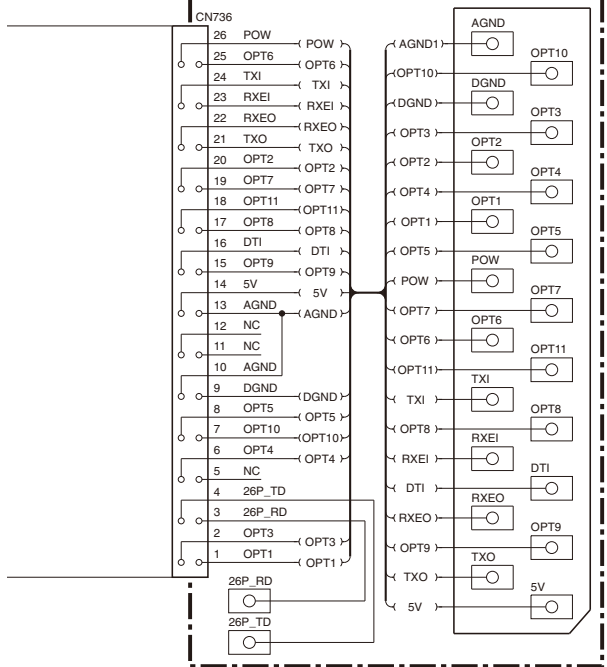 CN736
26 POW POW
25 OPT6 OPT6
24 TXI TXI
23 RXEI RXEI
22 RXEO RXEO
21 TXO TXO
20 OPT2 OPT2
19 OPT7 OPT7
18 OPT11 OPT11
17 OPT8 OPT8
16 DTI DTI
15 OPT9 OPT9
14 5V 5V
13 AGND AGND
12 NC
11 NC
10 AGND
9 DGND DGND
8 OPT5 OPT5
7 OPT10 OPT10
6 OPT4 OPT4
5 NC
4 26P_TD
3 26P_RD
2 OPT3 OPT3
1 OPT1 OPT1
26P_RD
26P_TD
AGND1 AGND
OPT10 OPT10
DGND DGND
OPT3 OPT3
OPT2 OPT2
OPT4 OPT4
OPT1 OPT1
OPT5 OPT5
POW POW
OPT7 OPT7
OPT6 OPT6
OPT11 OPT11
TXI TXI
OPT8 OPT8
RXEI RXEI
DTI DTI
RXEO RXEO
OPT9 OPT9
TXO TXO
5V 5V